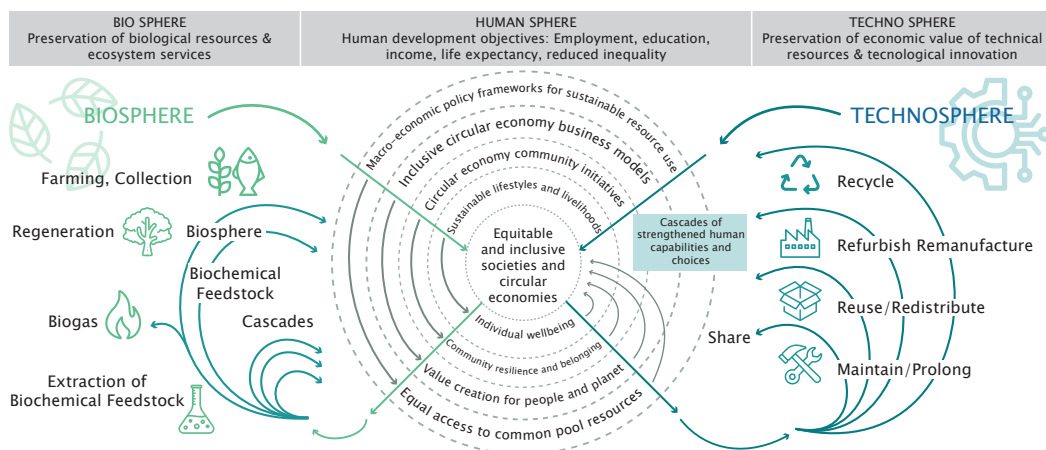 BIO SPHERE
Preservation of biological resources &
ecosystem services
HUMAN SPHERE
Human development objectives: Employment, education,
income, life expectancy, reduced inequality
TECHNO SPHERE
Preservation of economic value of technical
resources & tecnological innovation
BIOSPHERE
Farming, Collection
Regeneration
Biosphere
Biochemical
Feedstock
Biogas
Cascades
Extraction of
Biochemical Feedstock
Macro-economic policy frameworks for sustainable resource use
Inclusive circular economy business models
Circular economy community initiatives
Sustainable lifestyles and livelihoods
Equitable
and inclusive
societies and
circular
economies
Individual wellbeing
Community resilience and belonging
Value creation for people and planet
Equal access to common pool resources
Cascades of
strengthened human
capabilities and
choices
TECHNOSPHERE
Recycle
Refurbish Remanufacture
Reuse/Redistribute
Share
Maintain/Prolong